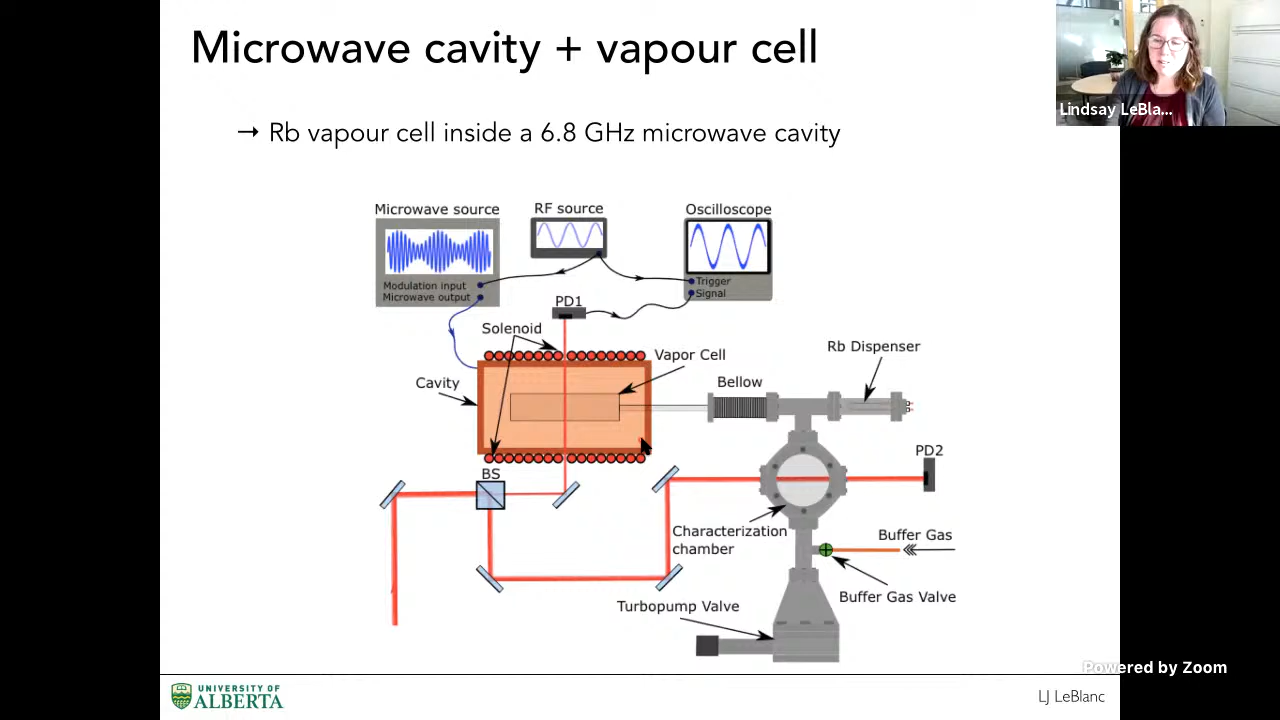 Microwave cavity + vapour cell
Lindsay LeBla...
→ Rb vapour cell inside a 6.8 GHz microwave cavity
Microwave source
RF source
Oscilloscope
Modulation input
Microwave output
Trigger
Signal
PD1
Solenoid
Vapor Cell
Rb Dispenser
Cavity
Bellow
PD2
BS
Characterization
chamber
Buffer Gas
Buffer Gas Valve
Turbopump Valve
Powered by Zoom
UNIVERSITY OF
ALBERTA
LJ LeBlanc